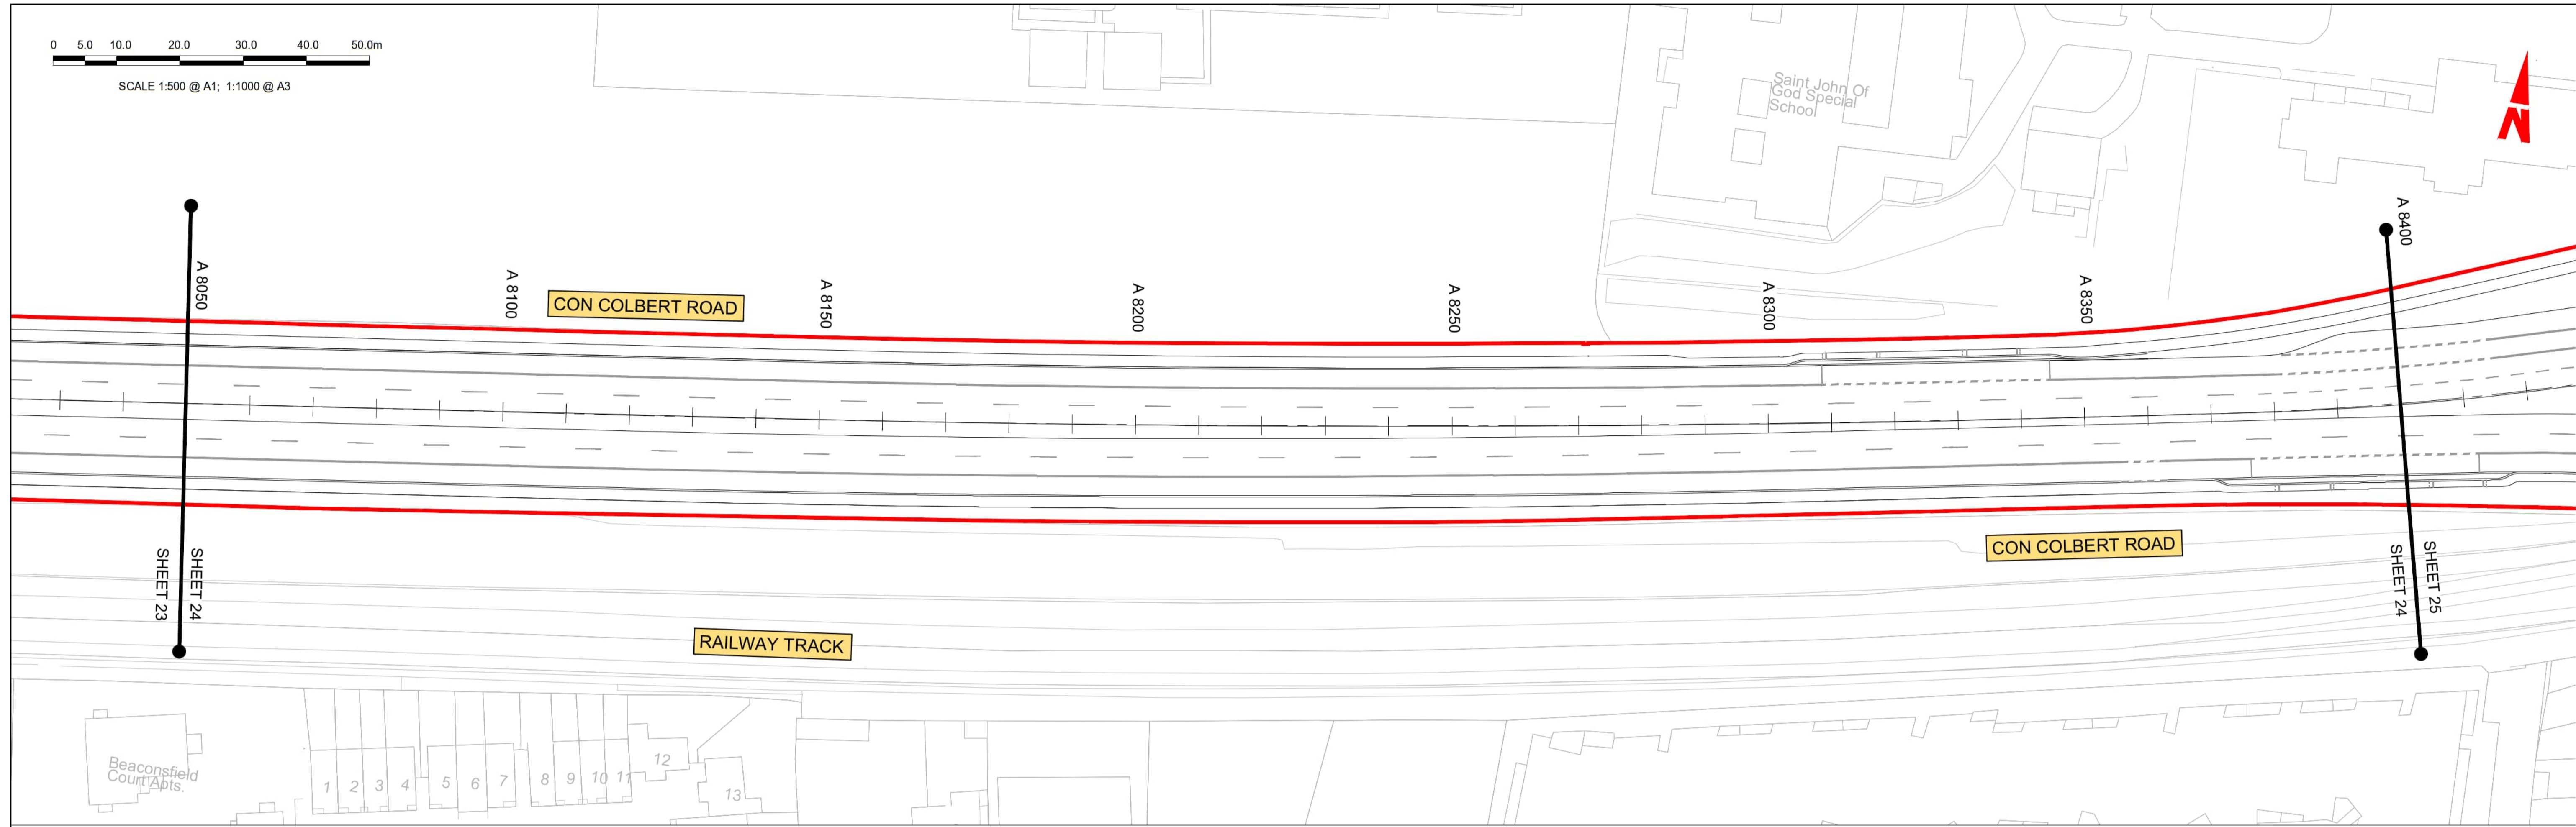 0 5.0 10.0 20.0 30.0 40.0 50.0m
SCALE 1:500 @ A1; 1:1000 @ A3
Saint John Of
God Special
School
N
A 8050
A 8100
CON COLBERT ROAD
A 8150
A 8200
A 8250
A 8300
A 8350
A 8400
SHEET 23
SHEET 24
CON COLBERT ROAD
SHEET 24
SHEET 25
RAILWAY TRACK
Beaconsfield
Court Apts.
1 2 3 4 5 6 7 8 9 10 11 12 13